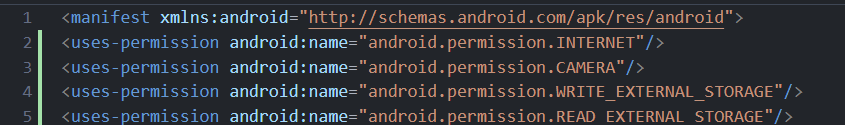 1 <manifest xmlns:android="http://schemas.android.com/apk/res/android">
2 <uses-permission android:name="android.permission.INTERNET"/>
3 <uses-permission android:name="android.permission.CAMERA"/>
4 <uses-permission android:name="android.permission.WRITE_EXTERNAL_STORAGE"/>
5 <uses-permission android:name="android.permission.READ_EXTERNAL_STORAGE"/>